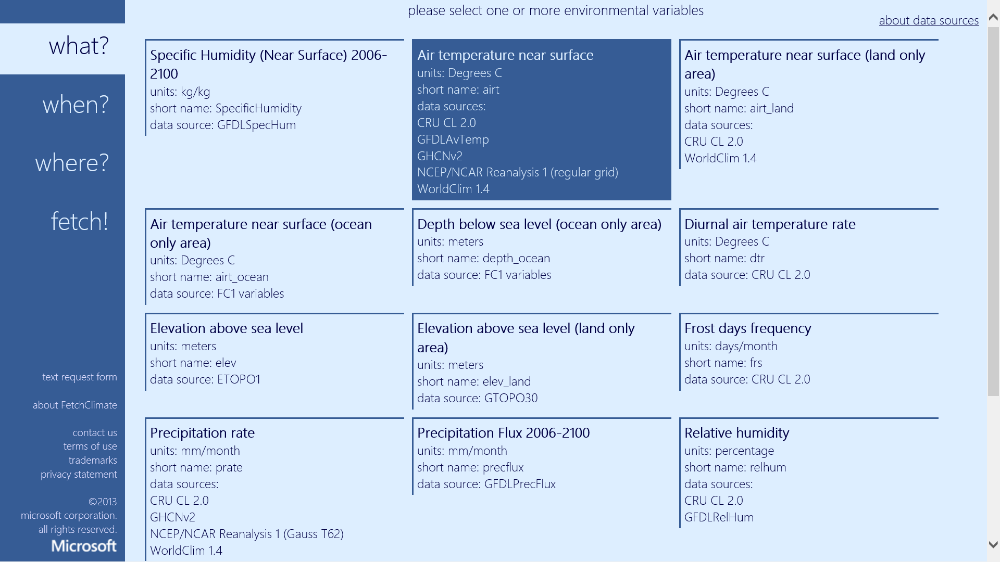 please select one or more environmental variables
about data sources
what?
when?
where?
fetch!
text request form
about FetchClimate
contact us
terms of use
trademarks
privacy statement
©2013
microsoft corporation.
all rights reserved.
Microsoft
Specific Humidity (Near Surface) 2006-
2100
units: kg/kg
short name: SpecificHumidity
data source: GFDLSpecHum
Air temperature near surface
units: Degrees C
short name: airt
data sources:
CRU CL 2.0
GFDLAvTemp
GHCNv2
NCEP/NCAR Reanalysis 1 (regular grid)
WorldClim 1.4
Air temperature near surface (land only
area)
units: Degrees C
short name: airt_land
data sources:
CRU CL 2.0
WorldClim 1.4
Air temperature near surface (ocean
only area)
units: Degrees C
short name: airt_ocean
data source: FC1 variables
Depth below sea level (ocean only area)
units: meters
short name: depth_ocean
data source: FC1 variables
Diurnal air temperature rate
units: Degrees C
short name: dtr
data source: CRU CL 2.0
Elevation above sea level
units: meters
short name: elev
data source: ETOPO1
Elevation above sea level (land only
area)
units: meters
short name: elev_land
data source: GTOPO30
Frost days frequency
units: days/month
short name: frs
data source: CRU CL 2.0
Precipitation rate
units: mm/month
short name: prate
data sources:
CRU CL 2.0
GHCNv2
NCEP/NCAR Reanalysis 1 (Gauss T62)
WorldClim 1.4
Precipitation Flux 2006-2100
units: mm/month
short name: precflux
data source: GFDLPrecFlux
Relative humidity
units: percentage
short name: relhum
data sources:
CRU CL 2.0
GFDLRelHum